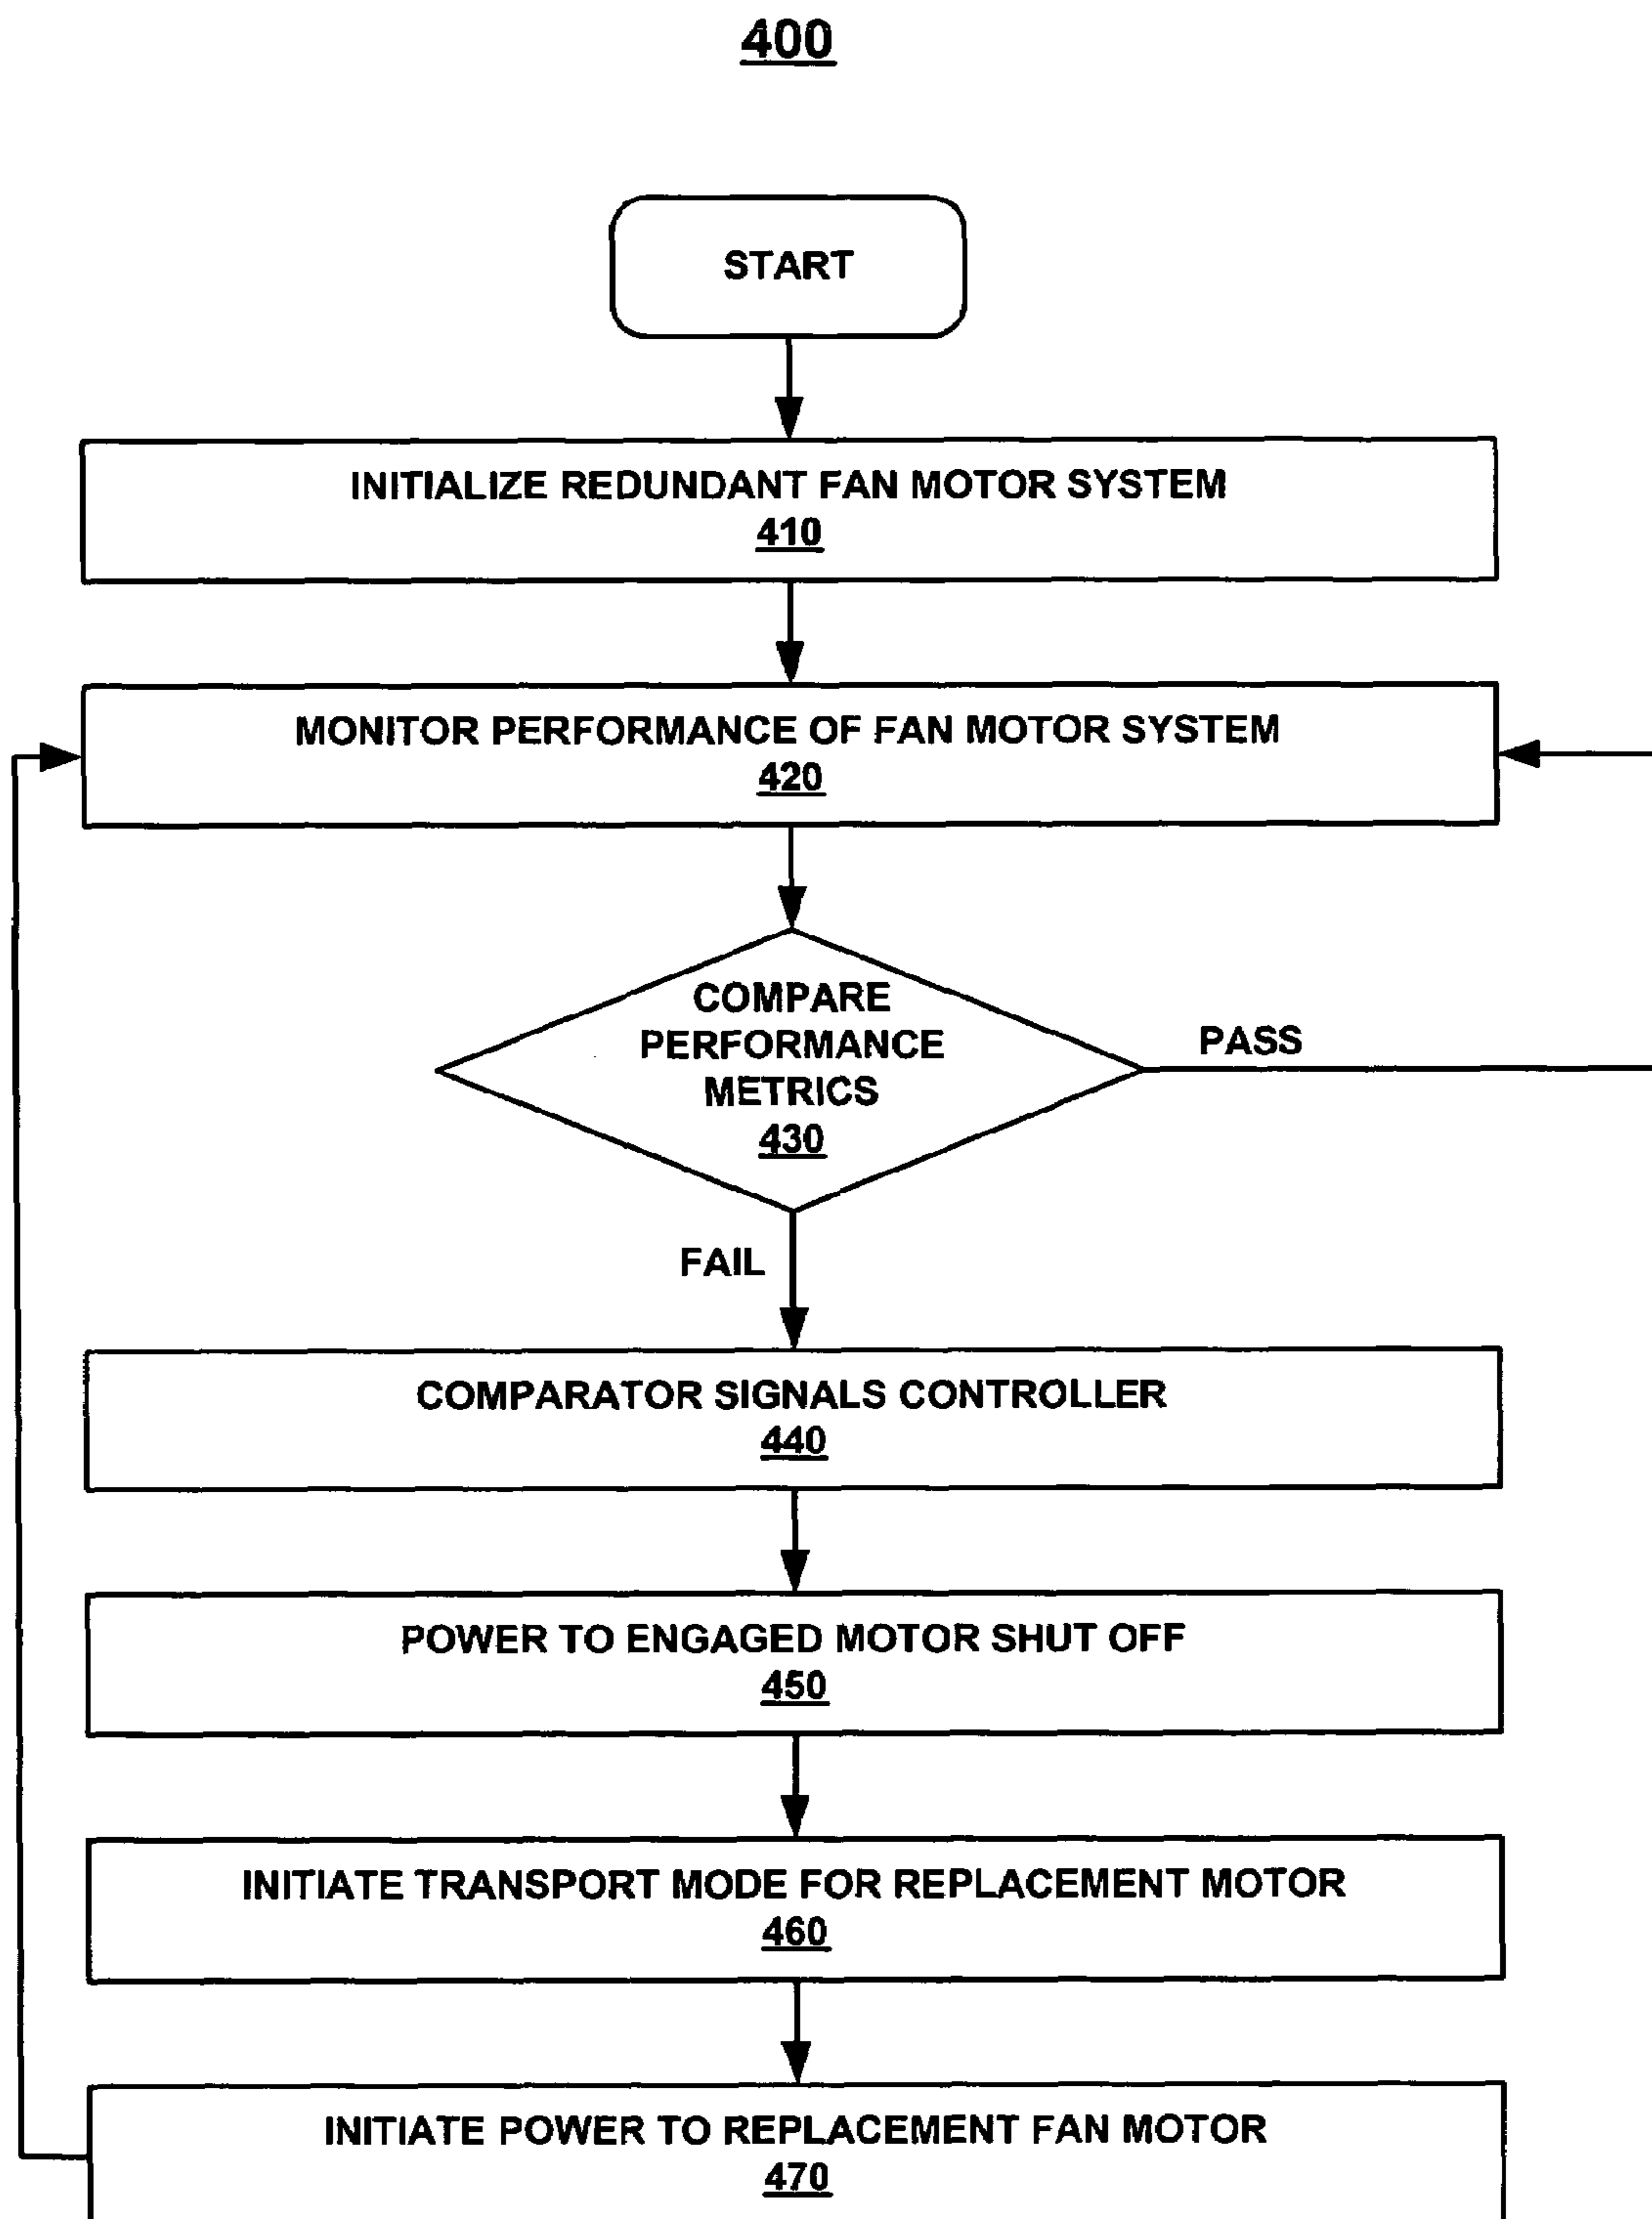 400
START
INITIALIZE REDUNDANT FAN MOTOR SYSTEM
410
MONITOR PERFORMANCE OF FAN MOTOR SYSTEM
420
COMPARE
PERFORMANCE
METRICS
430
PASS
FAIL
COMPARATOR SIGNALS CONTROLLER
440
POWER TO ENGAGED MOTOR SHUT OFF
450
INITIATE TRANSPORT MODE FOR REPLACEMENT MOTOR
460
INITIATE POWER TO REPLACEMENT FAN MOTOR
470